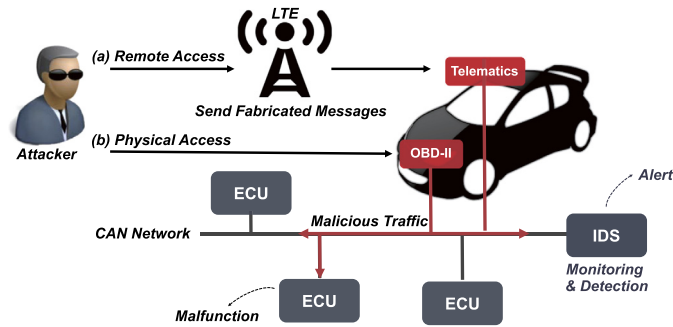 LTE
(a) Remote Access
Telematics
Send Fabricated Messages
(b) Physical Access
Attacker
OBD-II
ECU
Alert
Malicious Traffic
CAN Network
IDS
Monitoring
& Detection
ECU
ECU
Malfunction